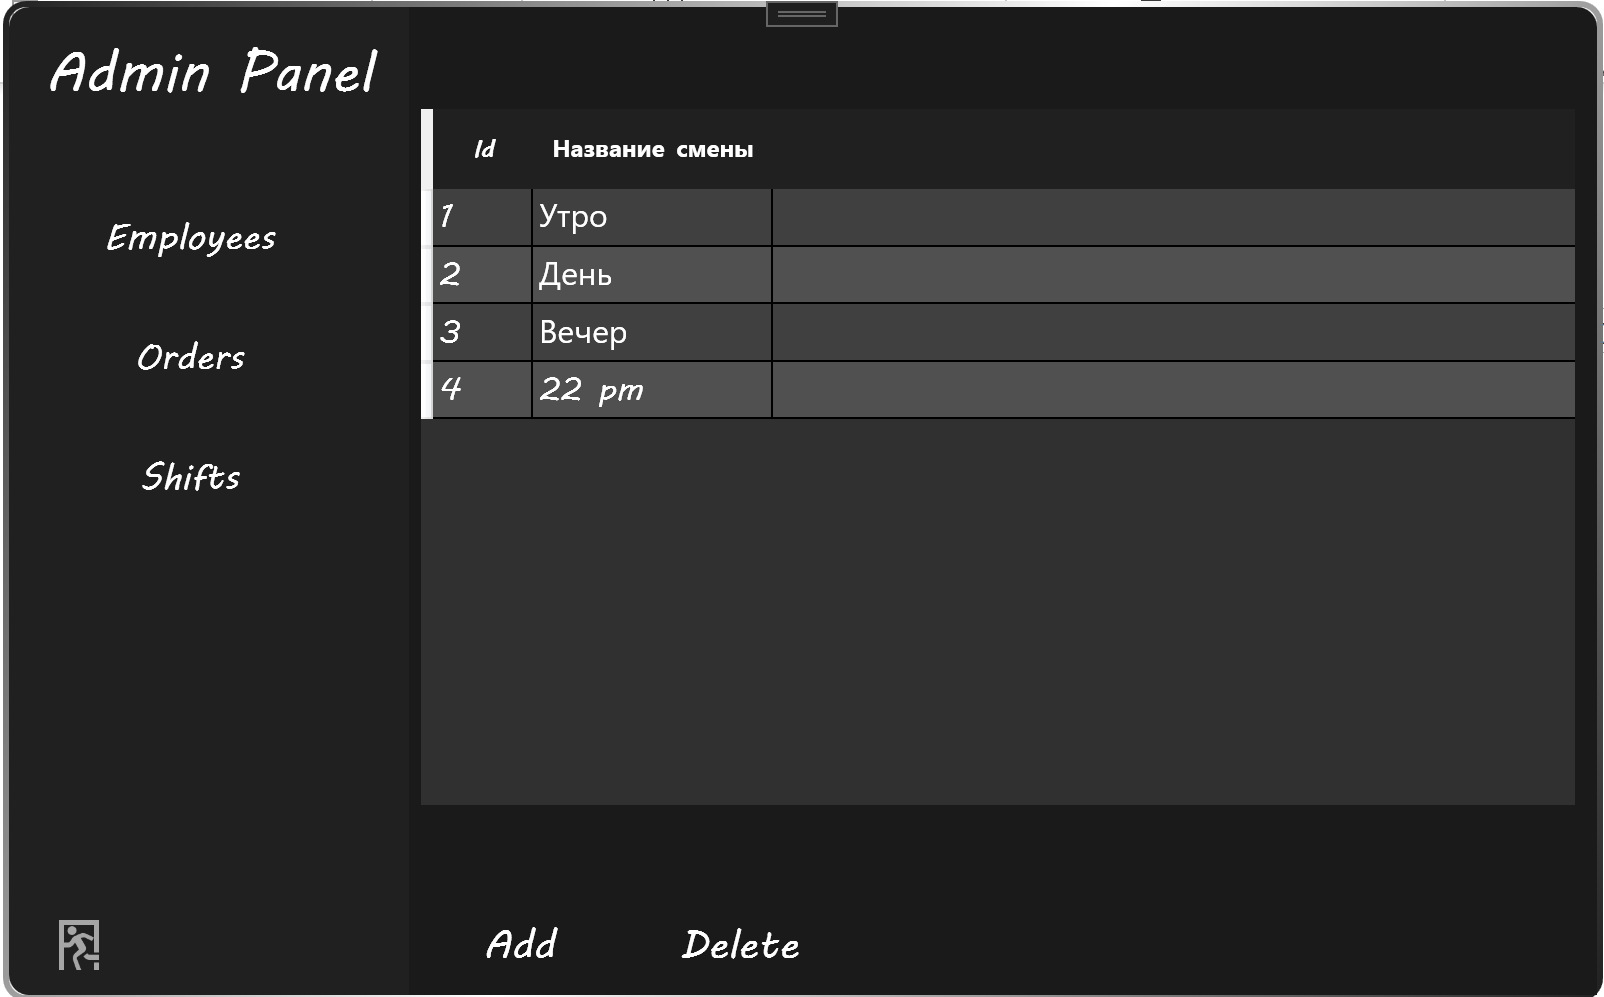 Admin Panel
Employees
Orders
Shifts
Id Название смены
1 Утро
2 День
3 Вечер
4 22 pm
Add Delete